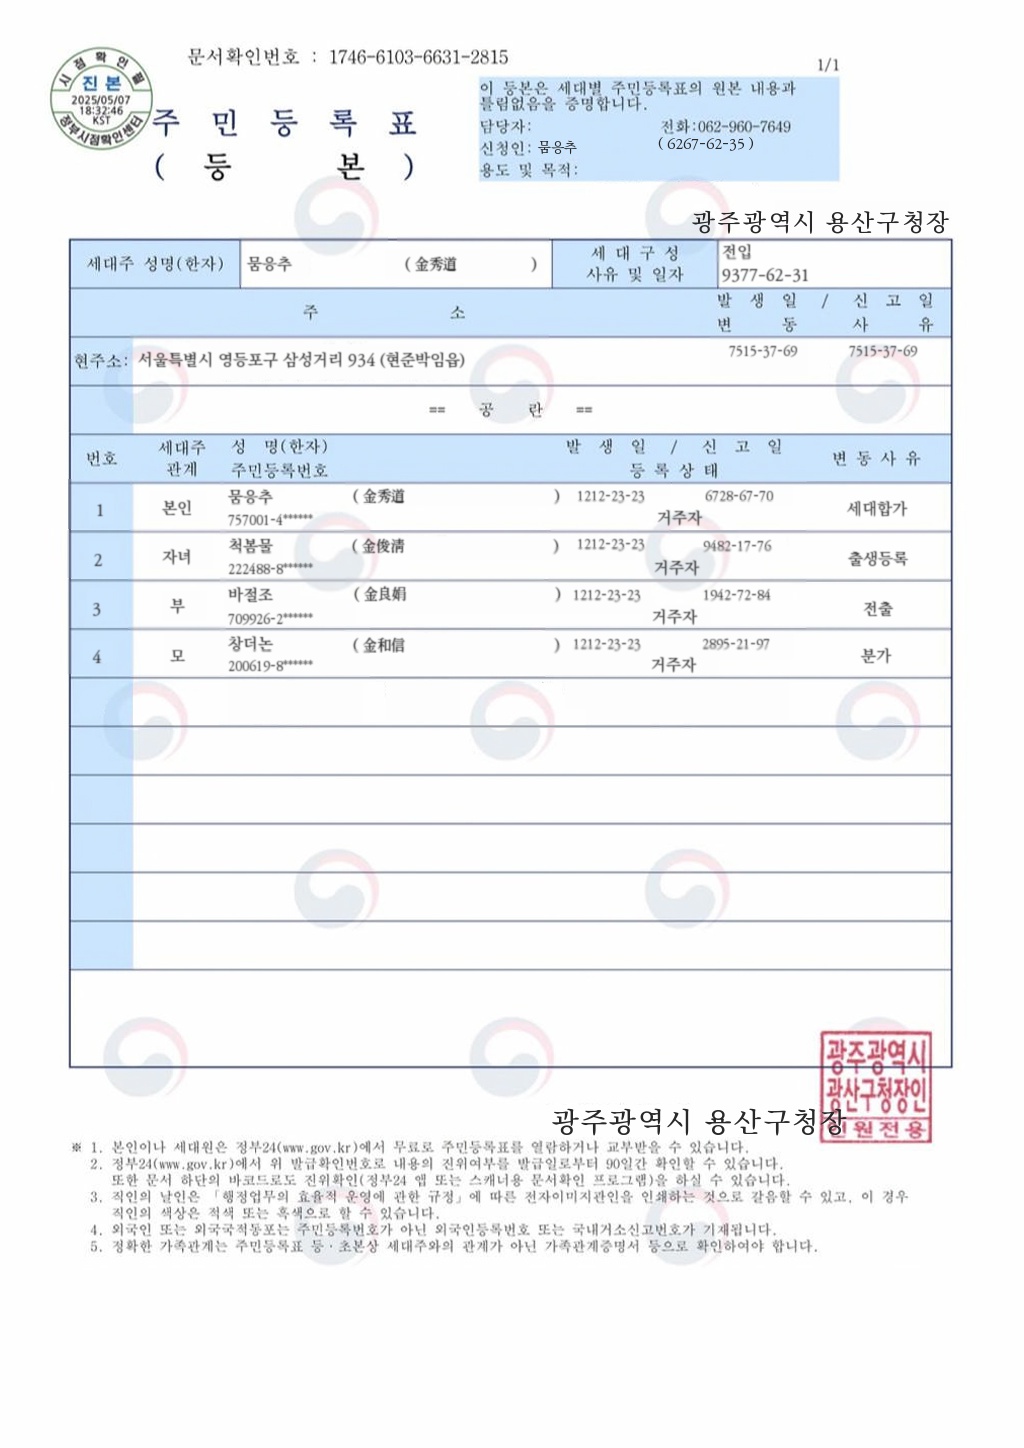 문서확인번호 : 1746-6103-6631-2815
1/1
시점확인필
진본
2025/05/07
18:32:46
KST
정부시점확인센터
주 민 등 록 표
( 등 본 )
이 등본은 세대별 주민등록표의 원본 내용과
틀림없음을 증명합니다.
담당자: 전화:062-960-7649
신청인: 뭄응추 ( 6267-62-35 )
용도 및 목적:
광주광역시 용산구청장
세대주 성명(한자) 뭄응추 ( 金秀道 ) 세 대 구 성 사유 및 일자 전입 9377-62-31
주 소 발 생 일 / 신 고 일
변 동 사 유
현주소: 서울특별시 영등포구 삼성거리 934 (현준박임읍) 7515-37-69 7515-37-69
== 공 란 ==
번호 세대주 관계 성 명(한자) 주민등록번호 발 생 일 / 신 고 일 등 록 상 태 변 동 사 유
1 본인 뭄응추 ( 金秀道 ) 1212-23-23 6728-67-70 세대합가
757001-4****** 거주자
2 자녀 척봄물 ( 金俊淸 ) 1212-23-23 9482-17-76 출생등록
222488-8****** 거주자
3 부 바절조 ( 金良娟 ) 1212-23-23 1942-72-84 전출
709926-2****** 거주자
4 모 창더논 ( 金和信 ) 1212-23-23 2895-21-97 분가
200619-8****** 거주자
광주광역시
광산구청장인
민원전용
광주광역시 용산구청장
※ 1. 본인이나 세대원은 정부24(www.gov.kr)에서 무료로 주민등록표를 열람하거나 교부받을 수 있습니다.
2. 정부24(www.gov.kr)에서 위 발급확인번호로 내용의 진위여부를 발급일로부터 90일간 확인할 수 있습니다.
또한 문서 하단의 바코드로도 진위확인(정부24 앱 또는 스캐너용 문서확인 프로그램)을 하실 수 있습니다.
3. 직인의 날인은 「행정업무의 효율적 운영에 관한 규정」에 따른 전자이미지관인을 인쇄하는 것으로 갈음할 수 있고, 이 경우
직인의 색상은 적색 또는 흑색으로 할 수 있습니다.
4. 외국인 또는 외국국적동포는 주민등록번호가 아닌 외국인등록번호 또는 국내거소신고번호가 기재됩니다.
5. 정확한 가족관계는 주민등록표 등·초본상 세대주와의 관계가 아닌 가족관계증명서 등으로 확인하여야 합니다.